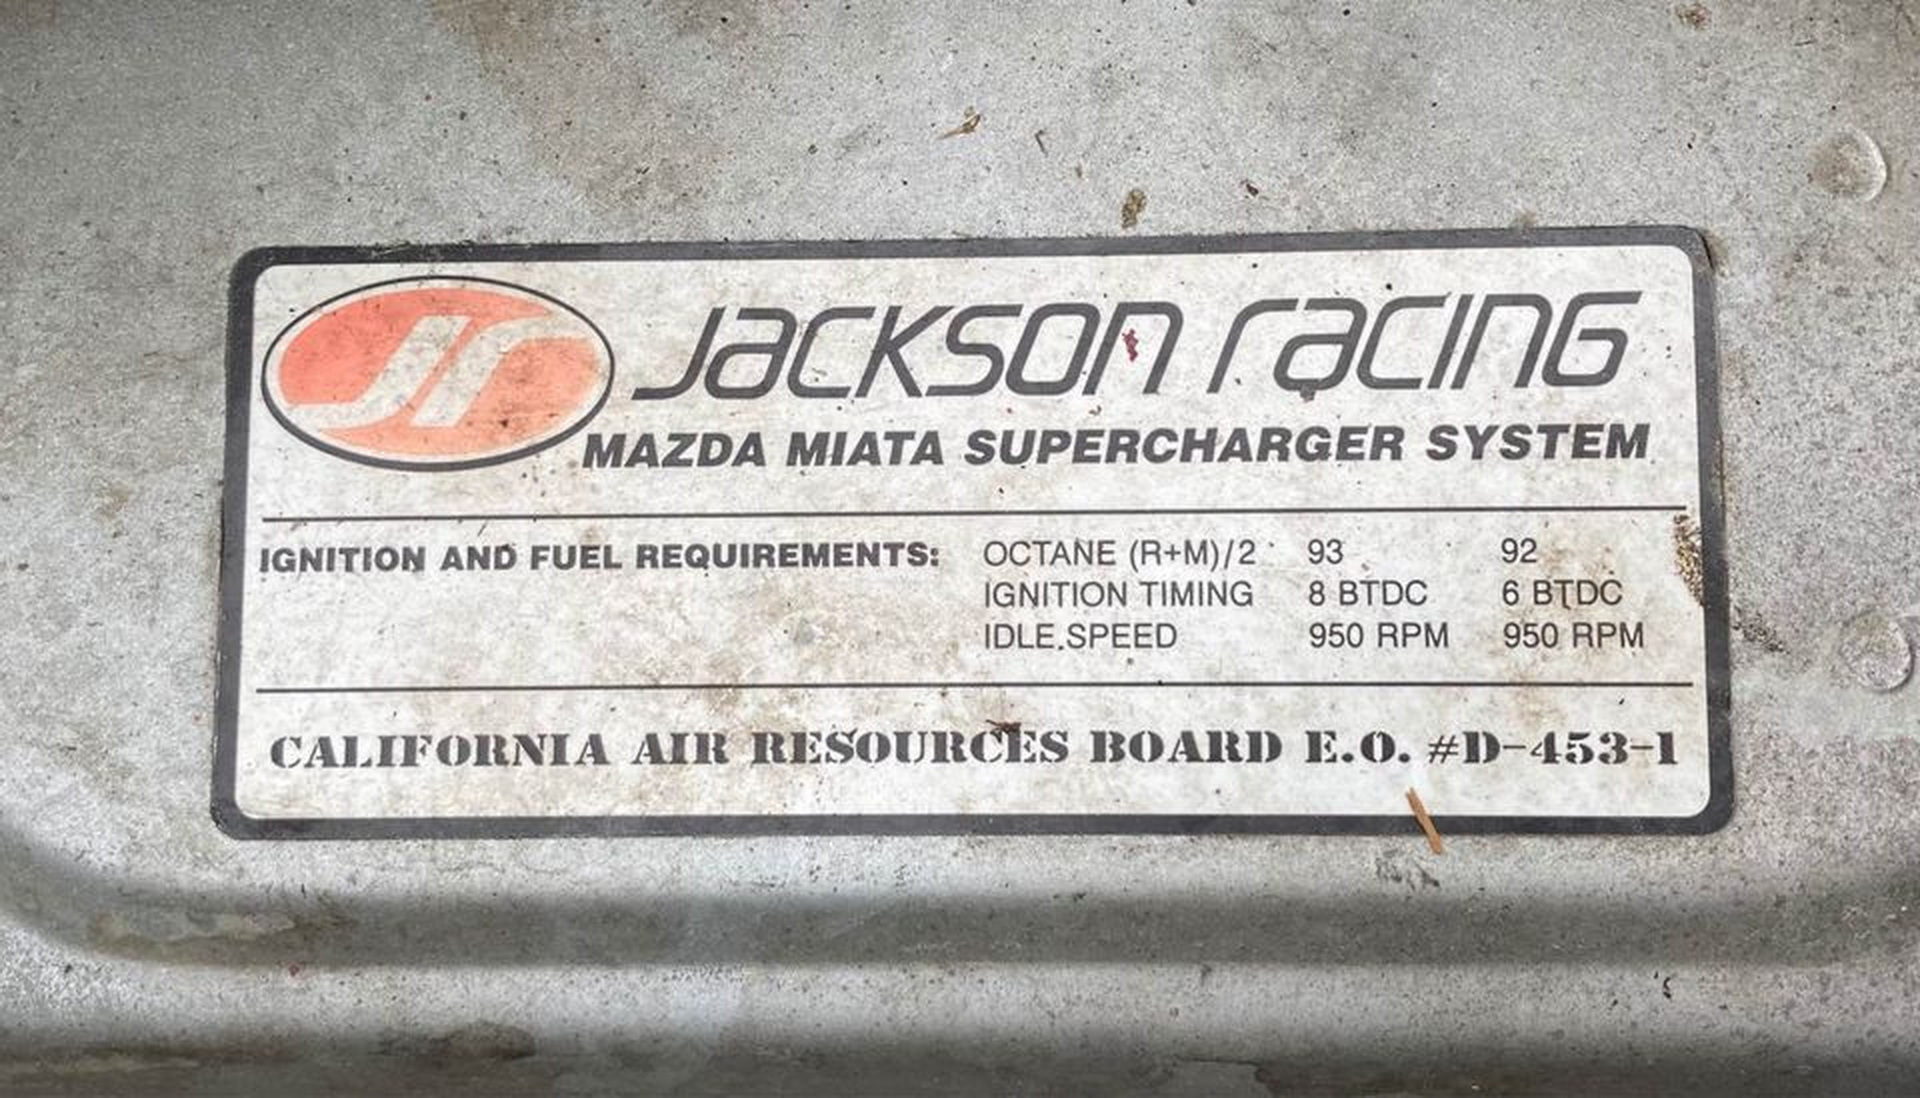 JR
JACKSON RACING
MAZDA MIATA SUPERCHARGER SYSTEM
IGNITION AND FUEL REQUIREMENTS: OCTANE (R+M)/2 93 92
IGNITION TIMING 8 BTDC 6 BTDC
IDLE SPEED 950 RPM 950 RPM
CALIFORNIA AIR RESOURCES BOARD E.O. #D-453-1